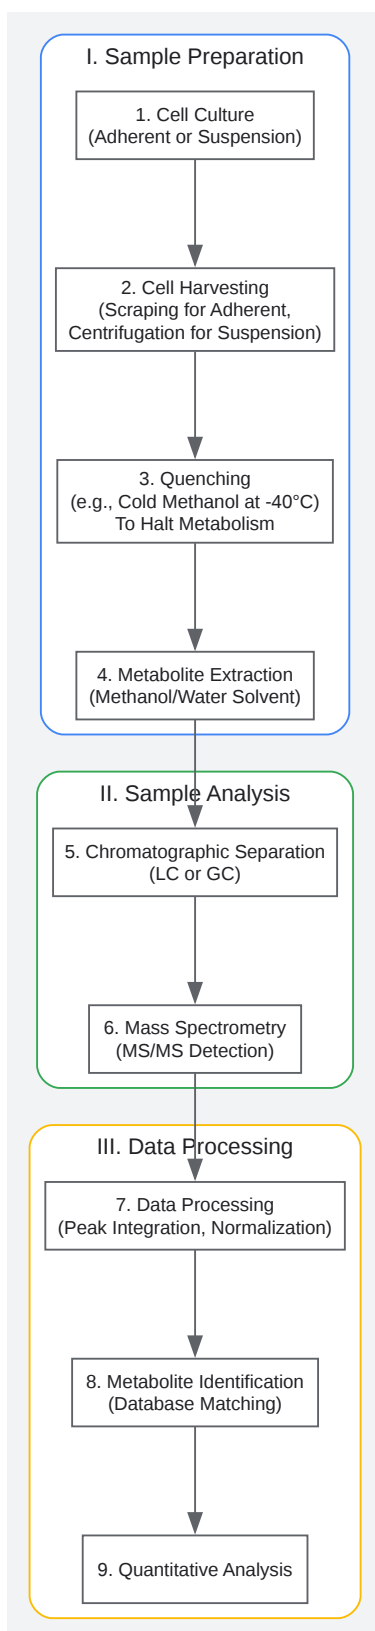 I. Sample Preparation
1. Cell Culture
(Adherent or Suspension)
2. Cell Harvesting
(Scraping for Adherent,
Centrifugation for Suspension)
3. Quenching
(e.g., Cold Methanol at -40°C)
To Halt Metabolism
4. Metabolite Extraction
(Methanol/Water Solvent)
II. Sample Analysis
5. Chromatographic Separation
(LC or GC)
6. Mass Spectrometry
(MS/MS Detection)
III. Data Processing
7. Data Processing
(Peak Integration, Normalization)
8. Metabolite Identification
(Database Matching)
9. Quantitative Analysis